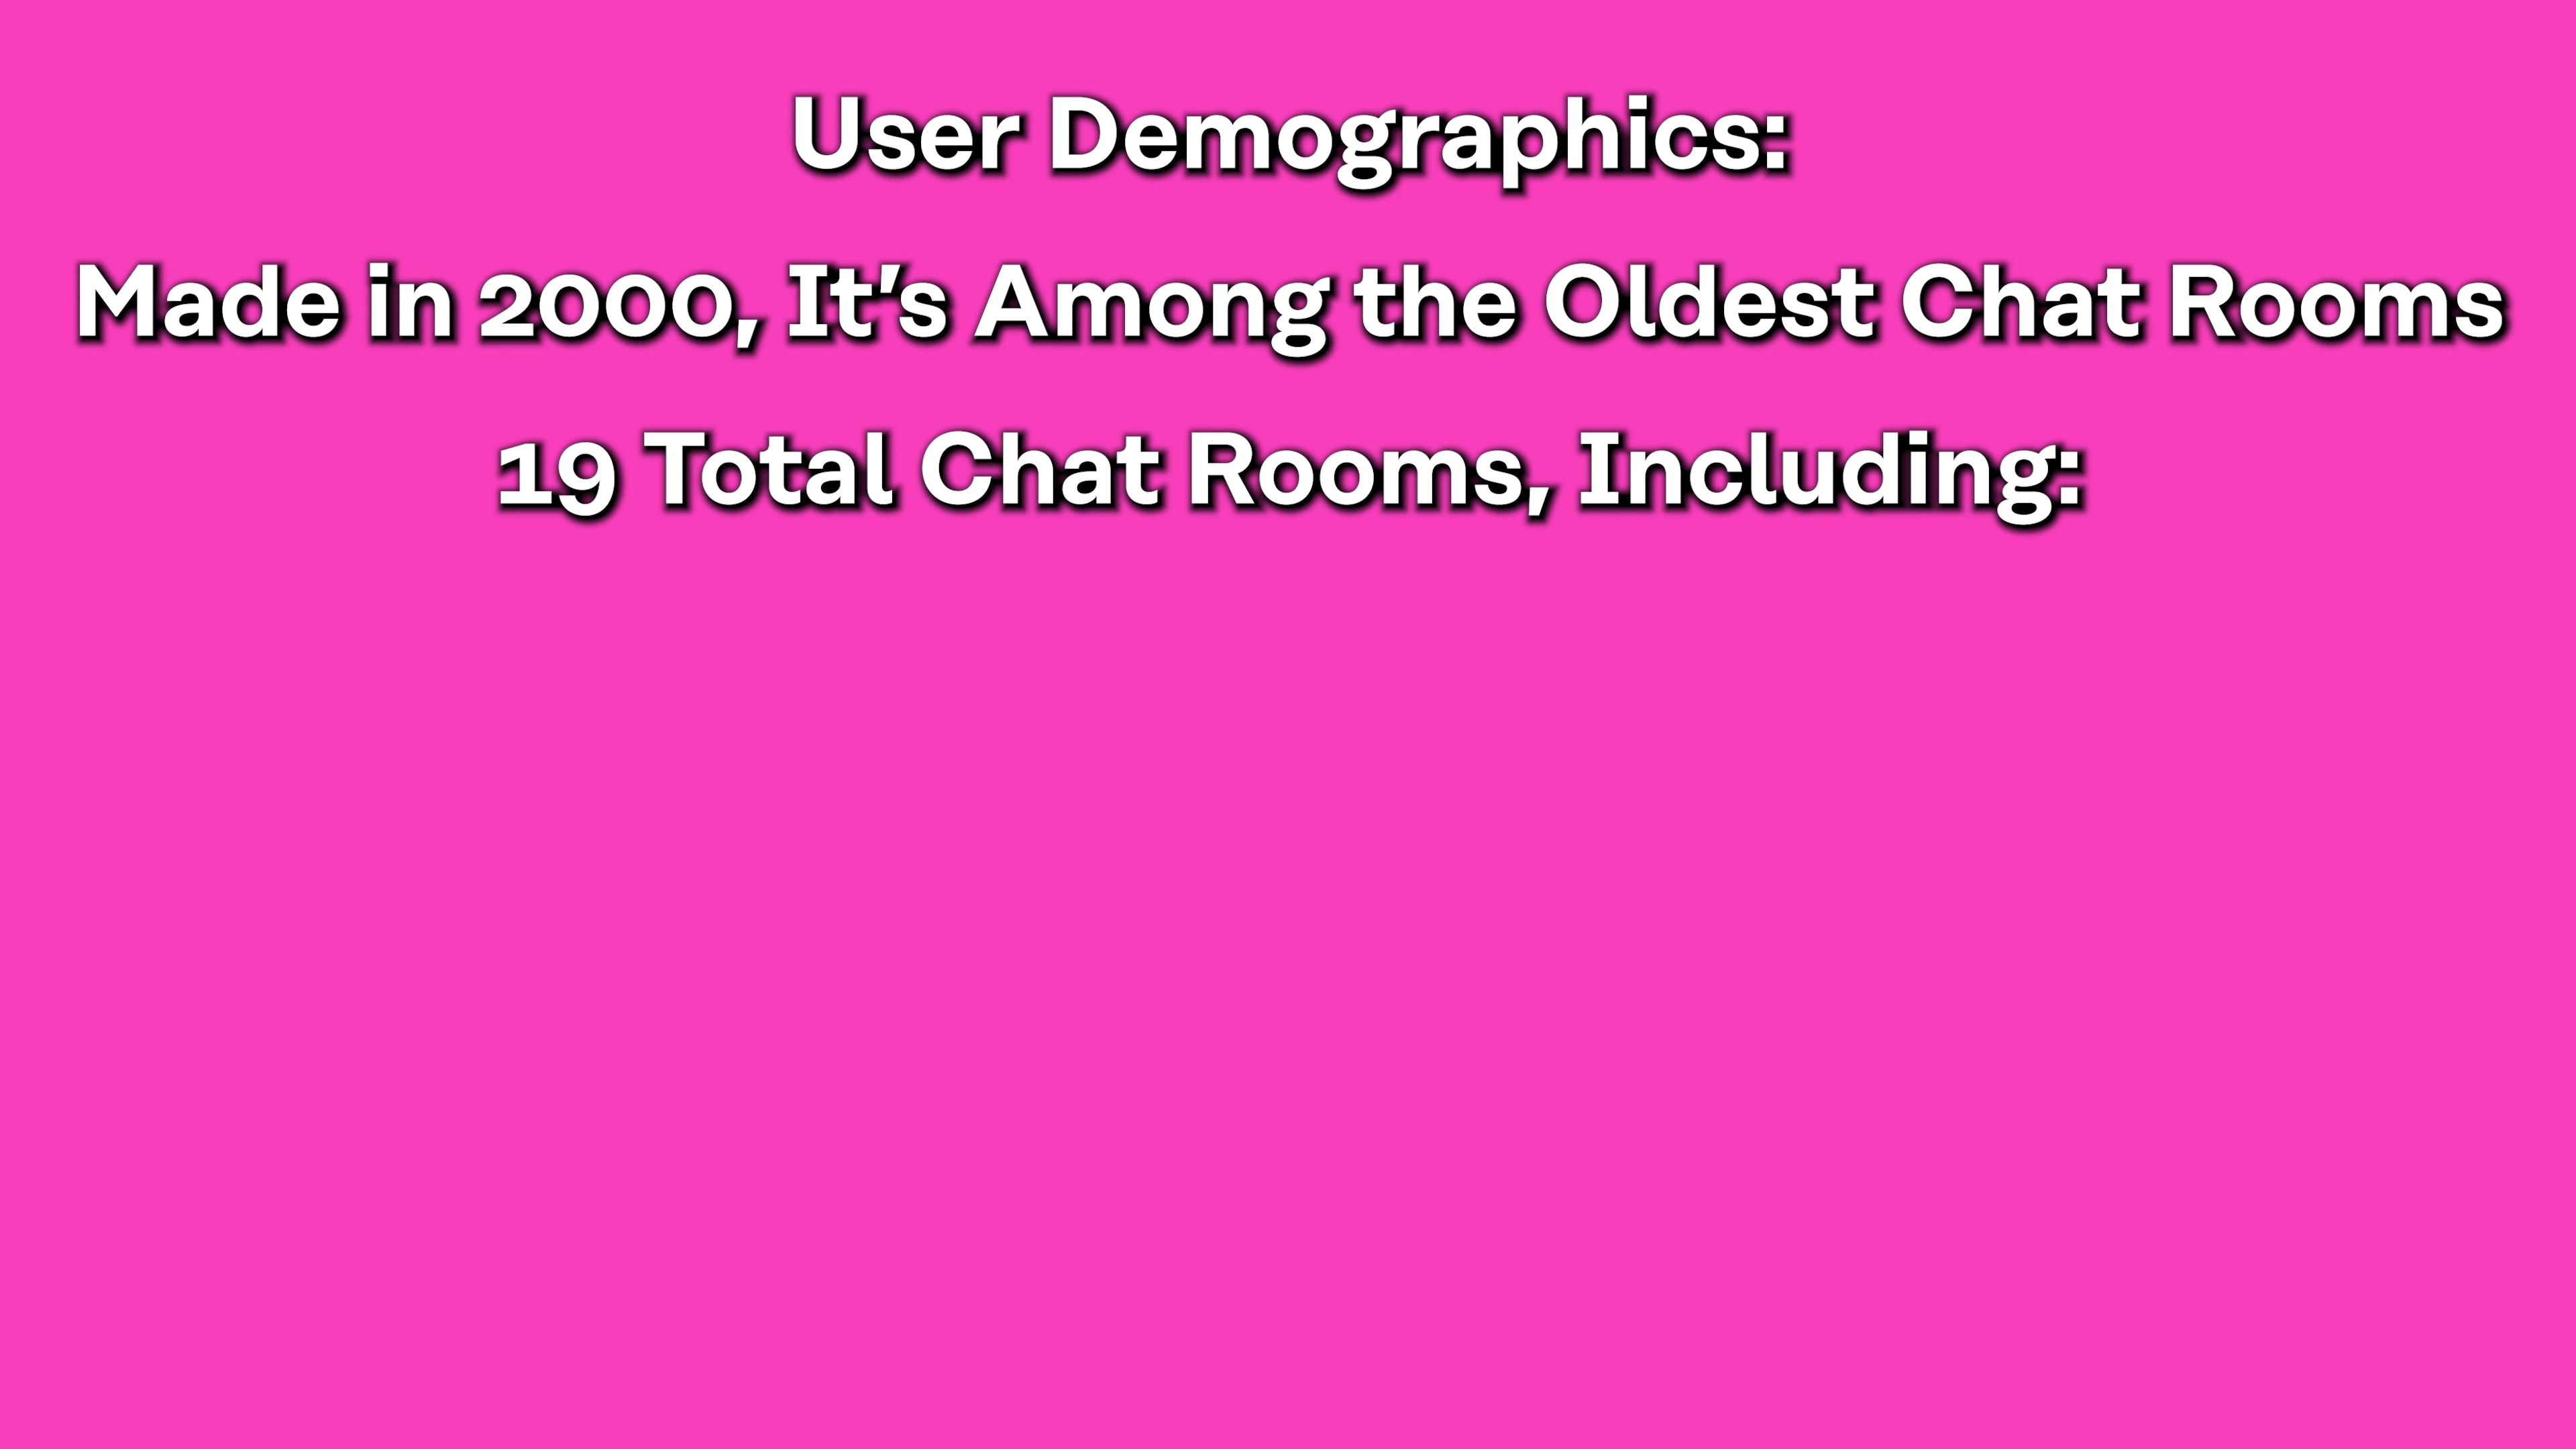 User Demographics:
Made in 2000, It’s Among the Oldest Chat Rooms
19 Total Chat Rooms, Including: